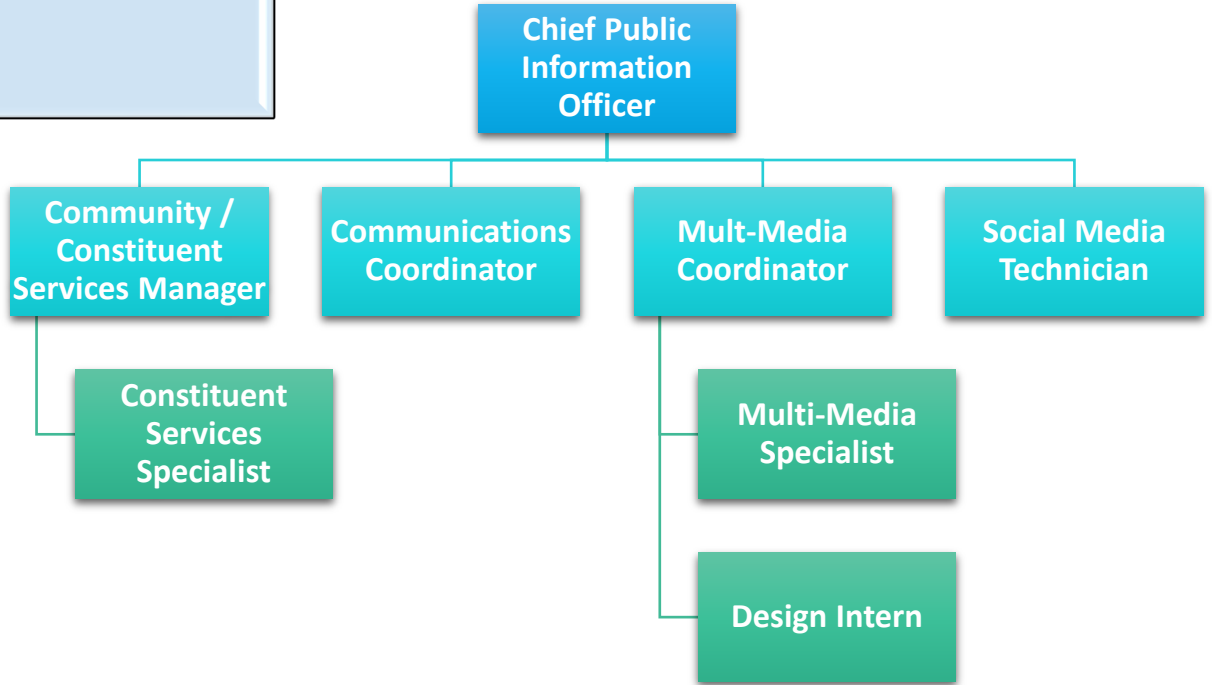 Chief Public
Information
Officer
Community /
Constituent
Services Manager
Communications
Coordinator
Mult-Media
Coordinator
Social Media
Technician
Constituent
Services
Specialist
Multi-Media
Specialist
Design Intern